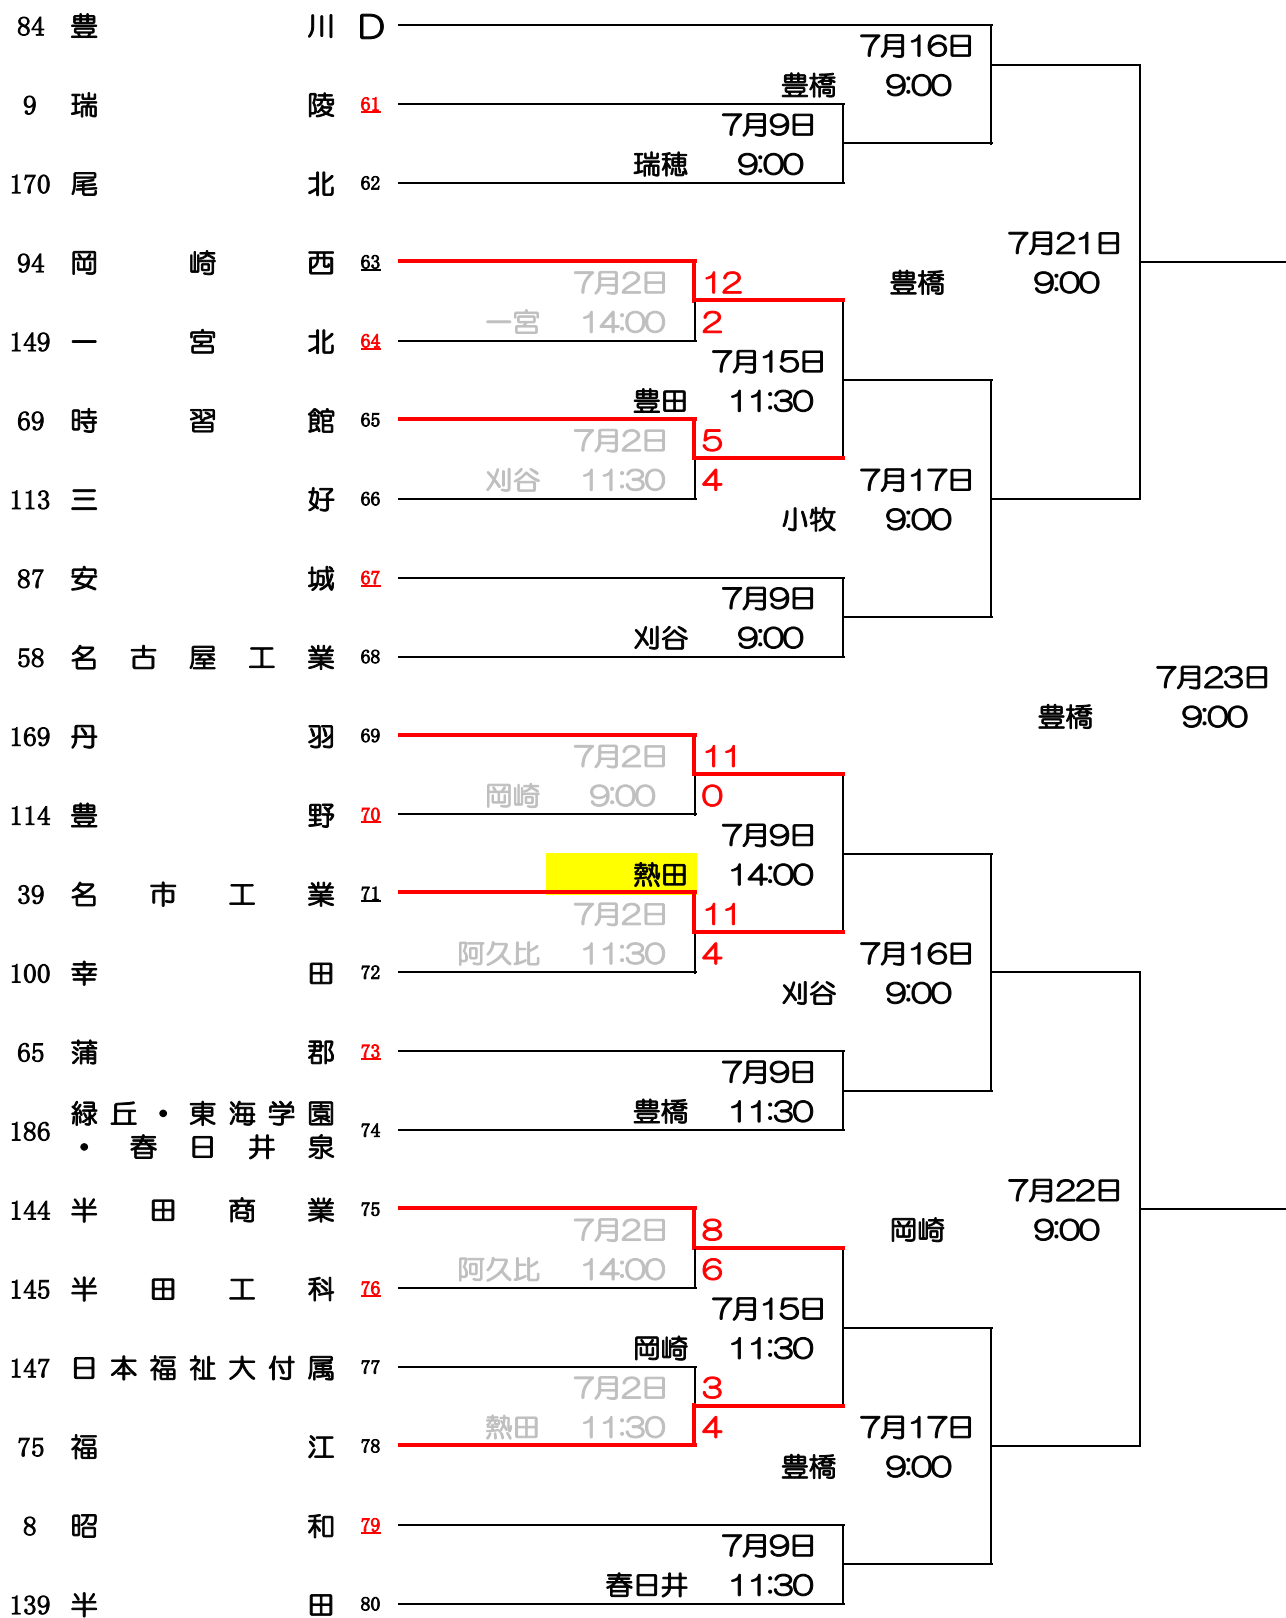 84 豊川 D
7月16日
豊橋 9:00
9 瑞陵 61
7月9日
瑞穂 9:00
170 尾北 62
7月21日
豊橋 9:00
94 岡崎西 63
7月2日 12
一宮 14:00 2
149 一宮北 64
7月15日
豊田 11:30
69 時習館 65
7月2日 5
刈谷 11:30 4
113 三好 66
7月17日
小牧 9:00
87 安城 67
7月9日
刈谷 9:00
58 名古屋工業 68
7月23日
豊橋 9:00
169 丹羽 69
7月2日 11
岡崎 9:00 0
114 豊野 70
7月9日
熱田 14:00
39 名市工業 71
7月2日 11
阿久比 11:30 4
100 幸田 72
7月16日
刈谷 9:00
65 蒲郡 73
7月9日
豊橋 11:30
186 緑丘・東海学園
・春日井泉 74
7月22日
岡崎 9:00
144 半田商業 75
7月2日 8
阿久比 14:00 6
145 半田工科 76
7月15日
岡崎 11:30
147 日本福祉大付属 77
7月2日 3
熱田 11:30 4
75 福江 78
7月17日
豊橋 9:00
8 昭和 79
7月9日
春日井 11:30
139 半田 80